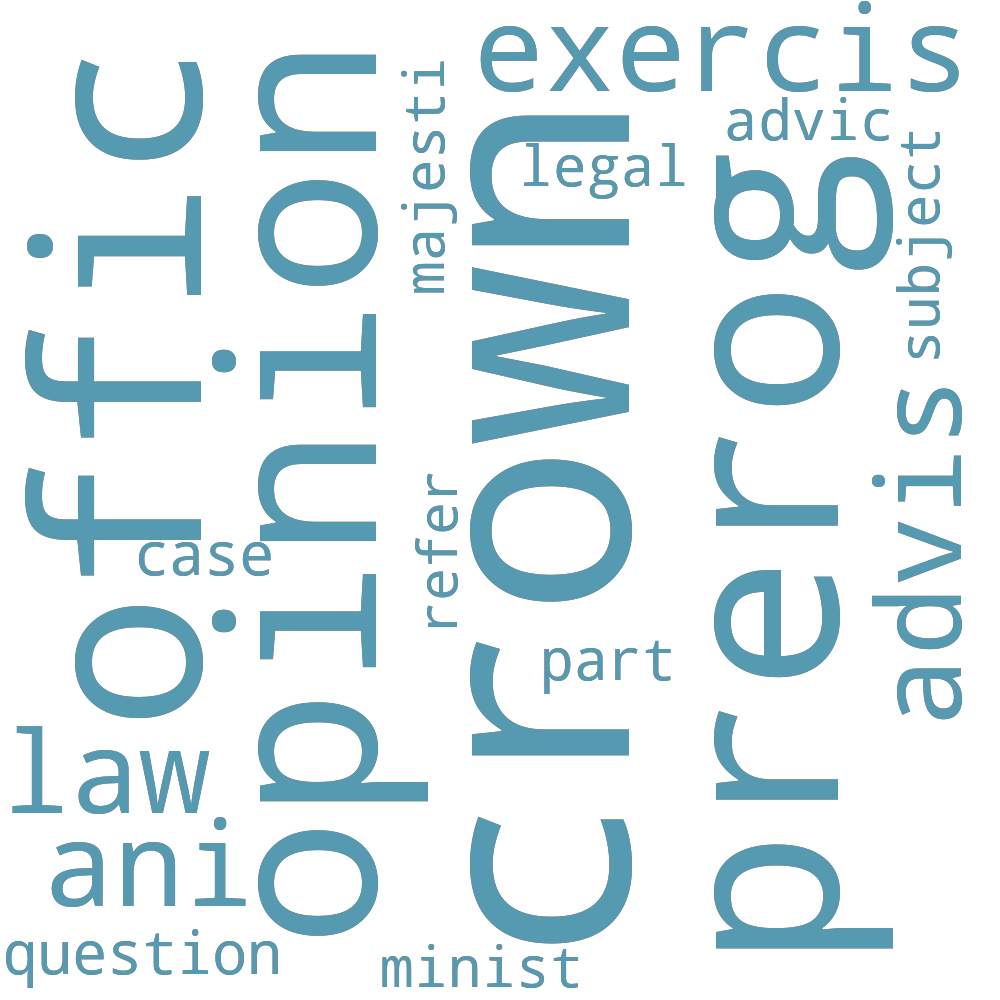 exercis
advic
legal
majesti
subject
offic
opinion
crown
prerog
advis
refer
case
part
law
ani
question
minist